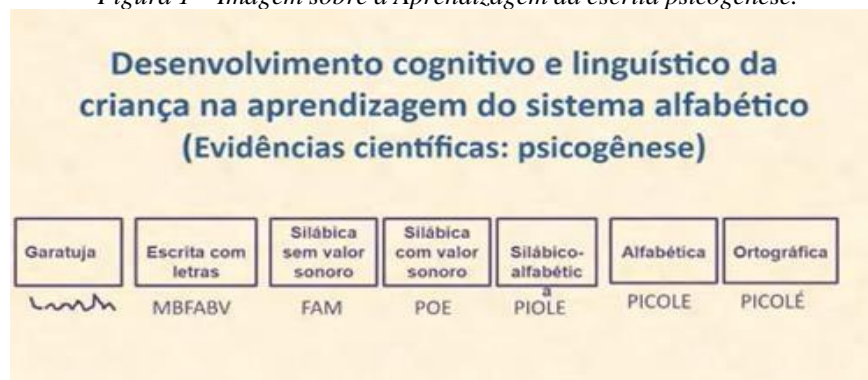 Figura 1 – Imagem sobre a Aprendizagem da escrita psicogênese.
Desenvolvimento cognitivo e linguístico da
criança na aprendizagem do sistema alfabético
(Evidências científicas: psicogênese)
Garatuja
Escrita com
letras
Silábica
sem valor
sonoro
Silábica
com valor
sonoro
Silábico-
alfabétic
a
Alfabética
Ortográfica
MBFABV
FAM
POE
PIOLE
PICOLE
PICOLÉ